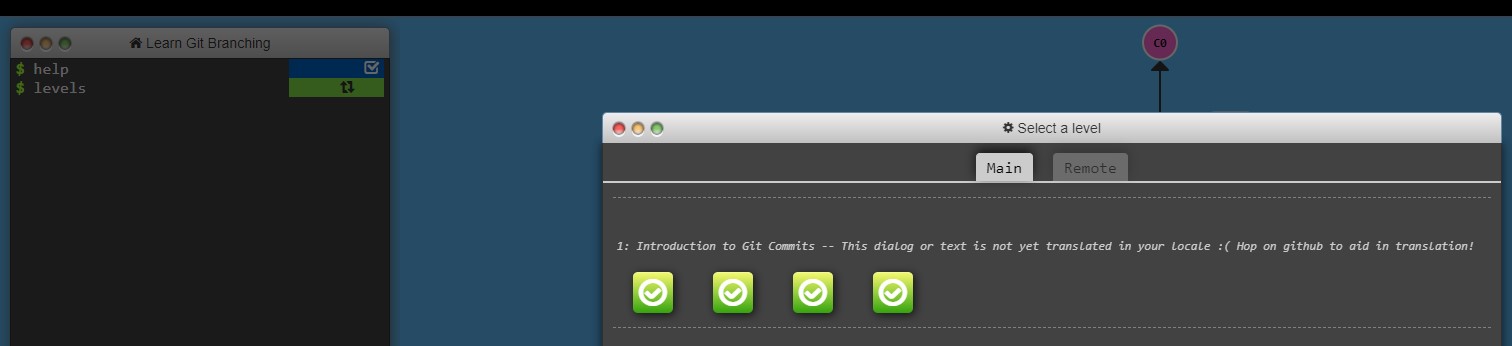 Learn Git Branching
$ help
$ levels
C0
Select a level
Main Remote
1: Introduction to Git Commits -- This dialog or text is not yet translated in your locale :( Hop on github to aid in translation!